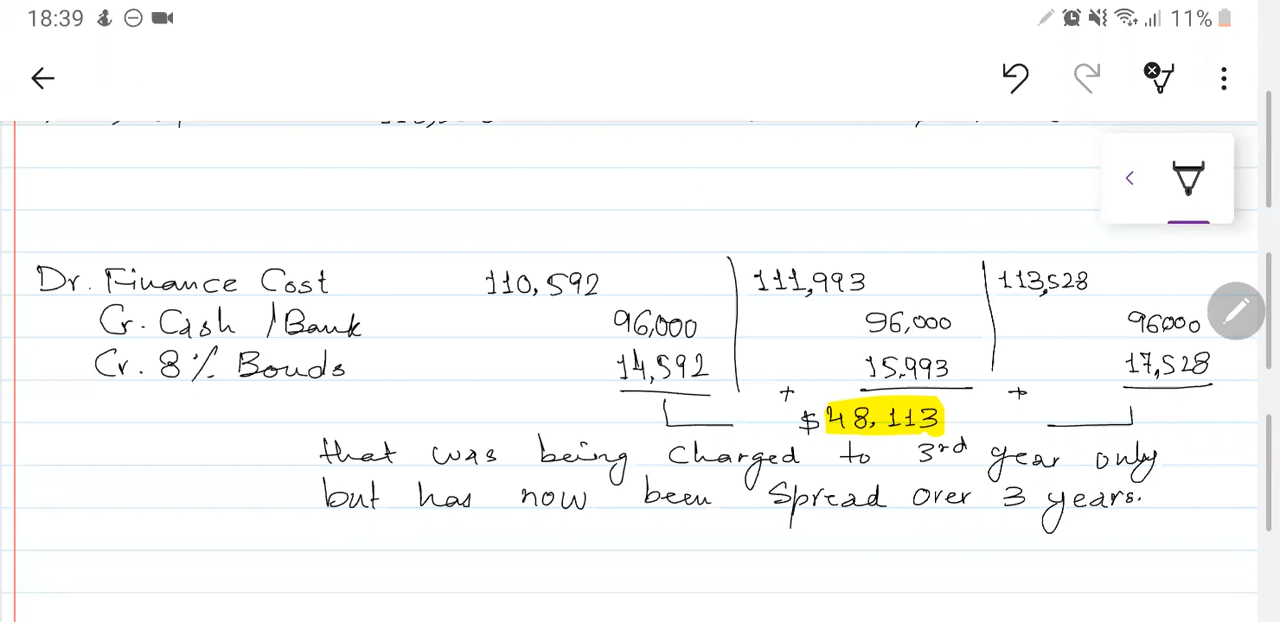 18:39 11%
Dr. Finance Cost 110,592 111,993 113,528
Cr. Cash / Bank 96,000 96,000 96000
Cr. 8% Bonds 14,592 15,993 17,528
+ $48,113 +
that was being charged to 3rd year only
but has now been spread over 3 years.